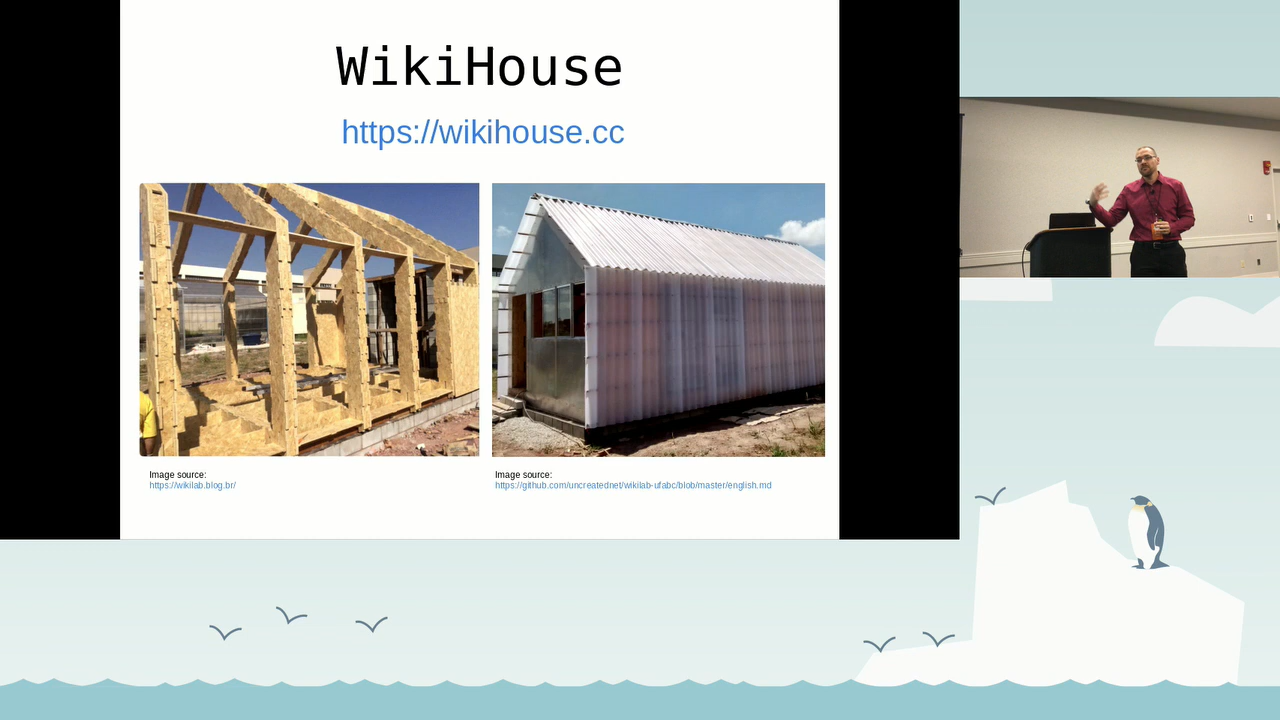 WikiHouse
https://wikihouse.cc
Image source:
https://wikilab.blog.br/
Image source:
https://github.com/uncreatednet/wikilab-ufabc/blob/master/english.md